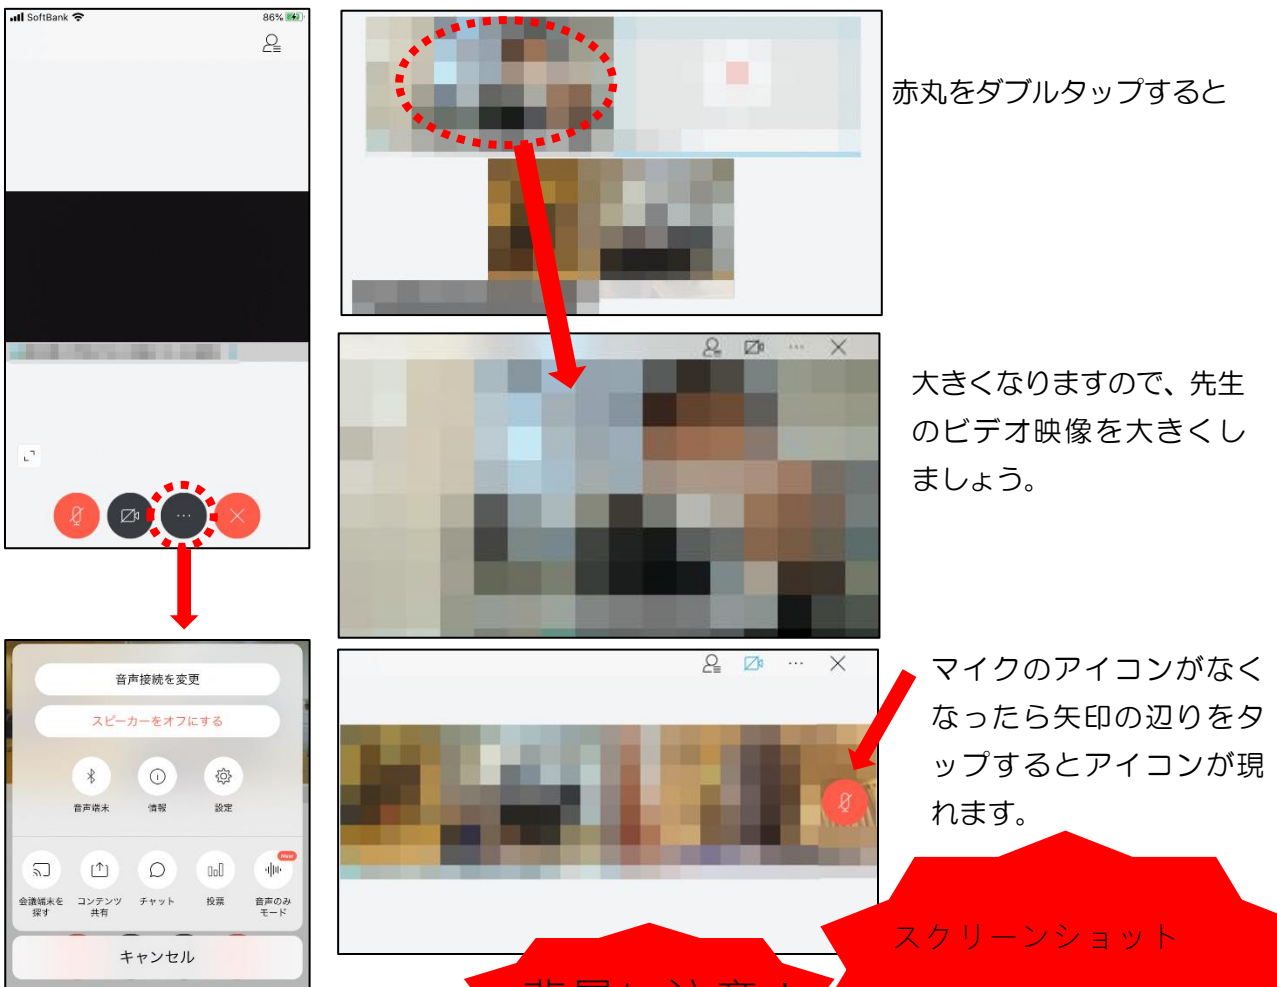 SoftBank
86%
赤丸をダブルタップすると
大きくなりますので、先生
のビデオ映像を大きくし
ましょう。
音声接続を変更
スピーカーをオフにする
音声端末
情報
設定
New
会議端末を
探す
コンテンツ
共有
チャット
投票
音声のみ
モード
キャンセル
マイクのアイコンがなく
なったら矢印の辺りをタ
ップするとアイコンが現
れます。
スクリーンショット